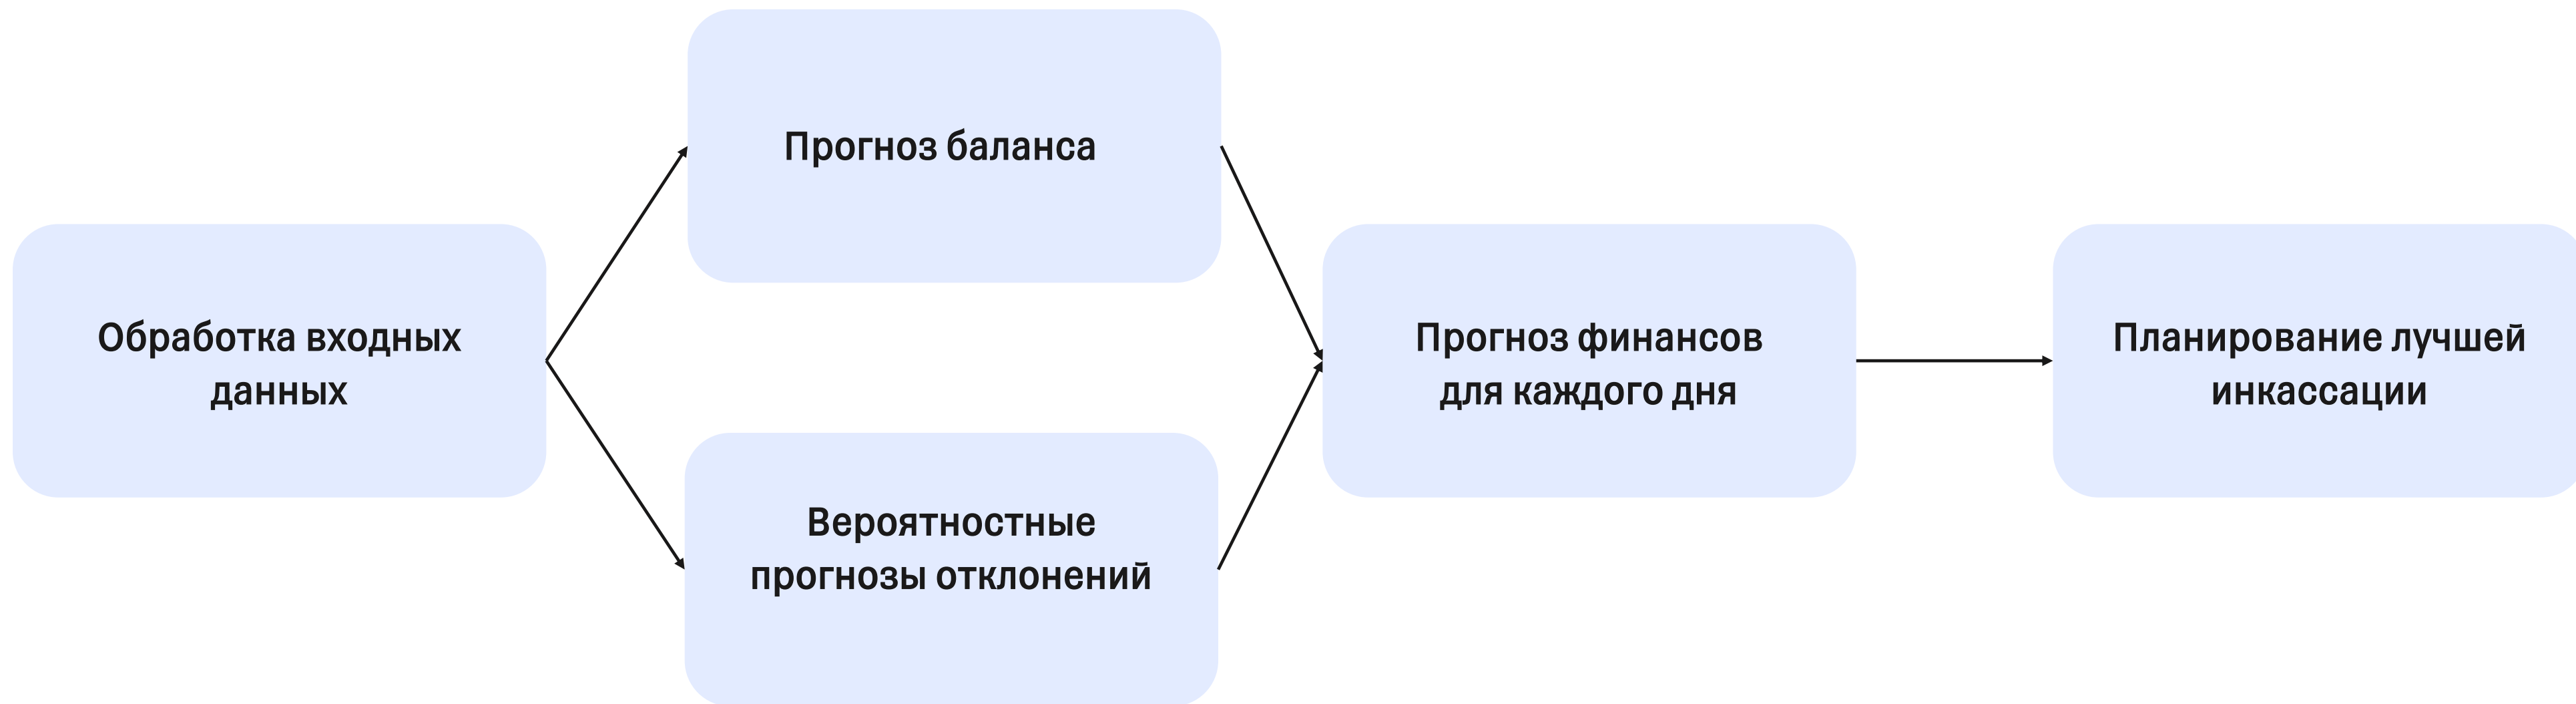 Обработка входных
данных
Прогноз баланса
Вероятностные
прогнозы отклонений
Прогноз финансов
для каждого дня
Планирование лучшей
инкассации